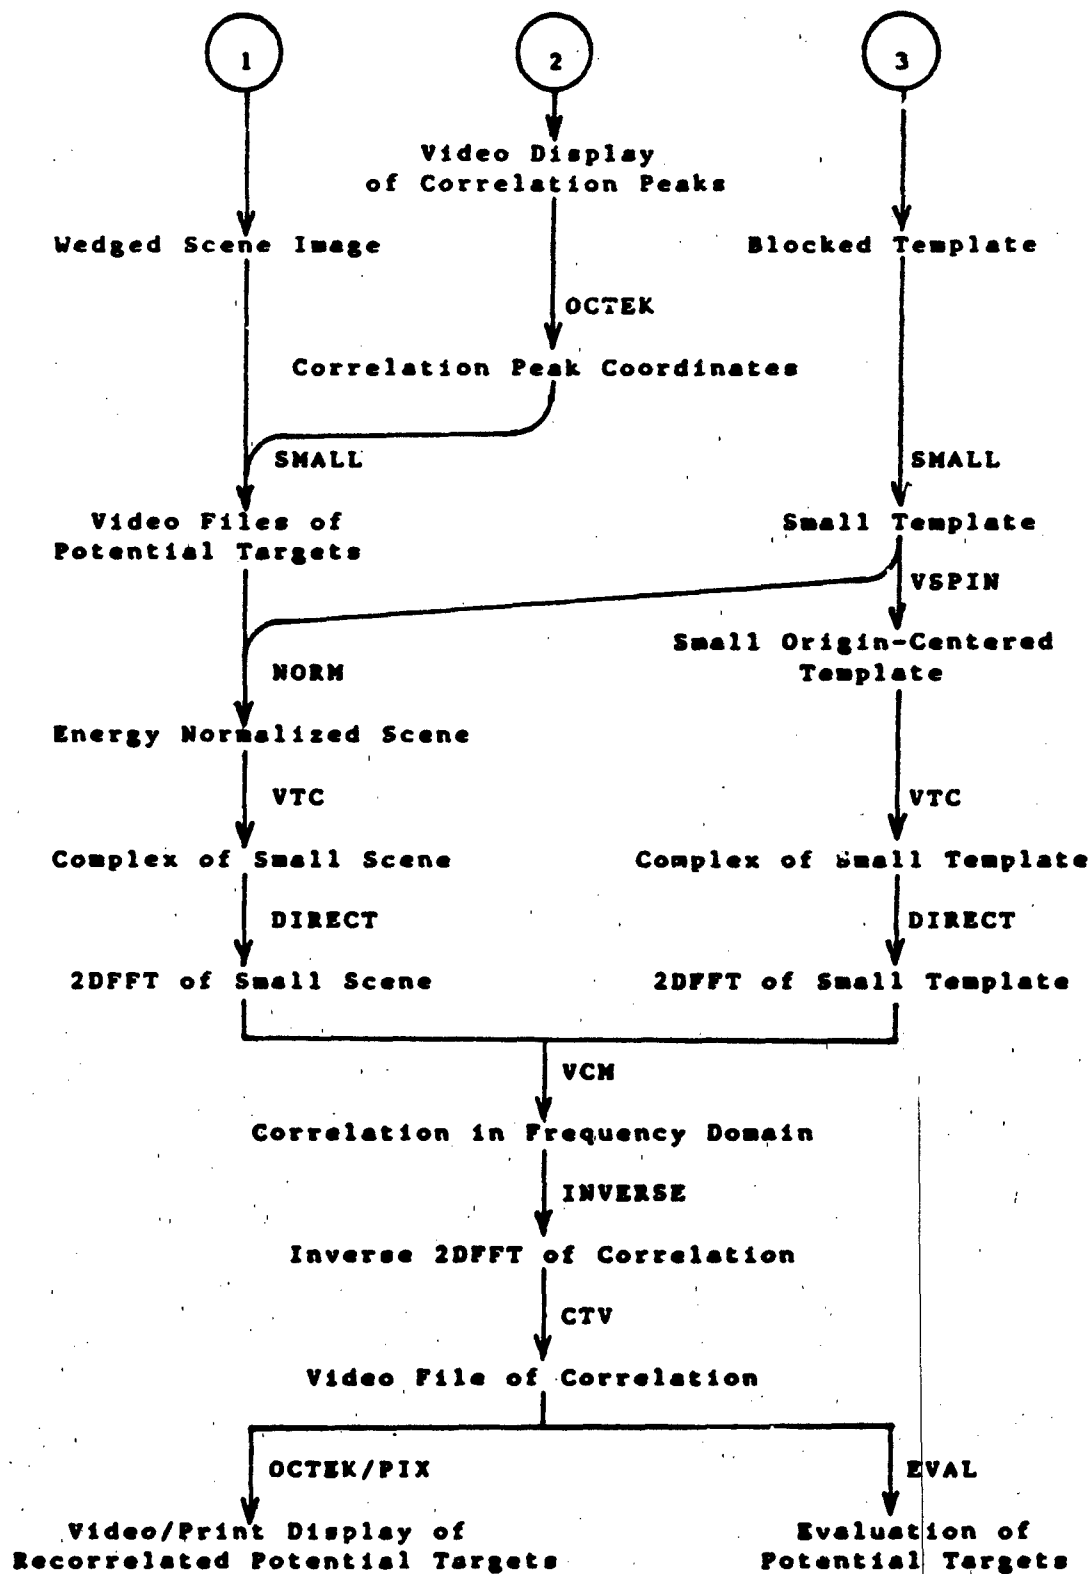 1
2
3
Video Display
of Correlation Peaks
Wedged Scene Image
Blocked Template
OCTEK
Correlation Peak Coordinates
SMALL
SMALL
Video Files of
Potential Targets
Small Template
VSPIN
Small Origin-Centered
Template
NORM
Energy Normalized Scene
VTC
VTC
Complex of Small Scene
Complex of Small Template
DIRECT
DIRECT
2DFFT of Small Scene
2DFFT of Small Template
VCM
Correlation in Frequency Domain
INVERSE
Inverse 2DFFT of Correlation
CTV
Video File of Correlation
OCTEK/PIX
EVAL
Video/Print Display of
Recorrelated Potential Targets
Evaluation of
Potential Targets